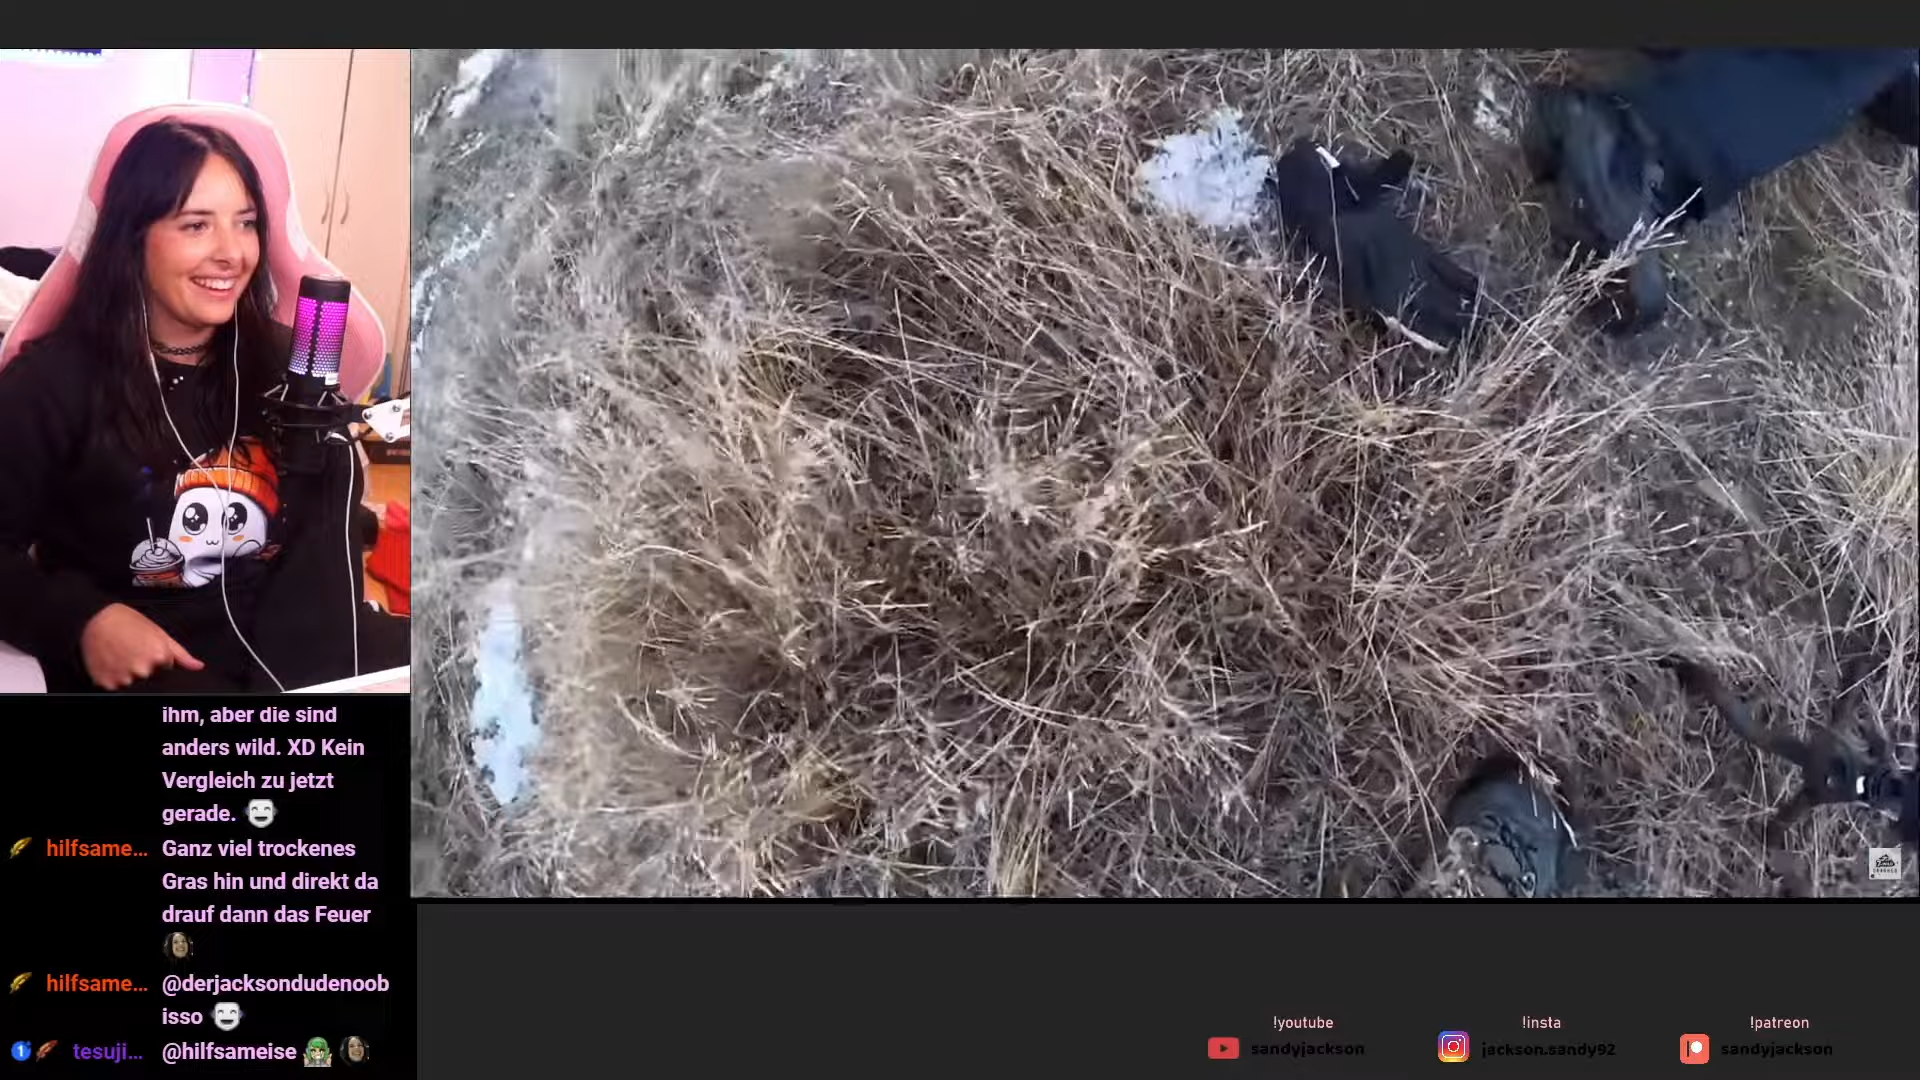 ihm, aber die sind
anders wild. XD Kein
Vergleich zu jetzt
gerade.
hilfsame... Ganz viel trockenes
Gras hin und direkt da
drauf dann das Feuer
hilfsame... @derjacksondudenoob
isso
1 tesuji... @hilfsameise
!youtube
sandyjackson
!insta
jackson.sandy92
!patreon
sandyjackson